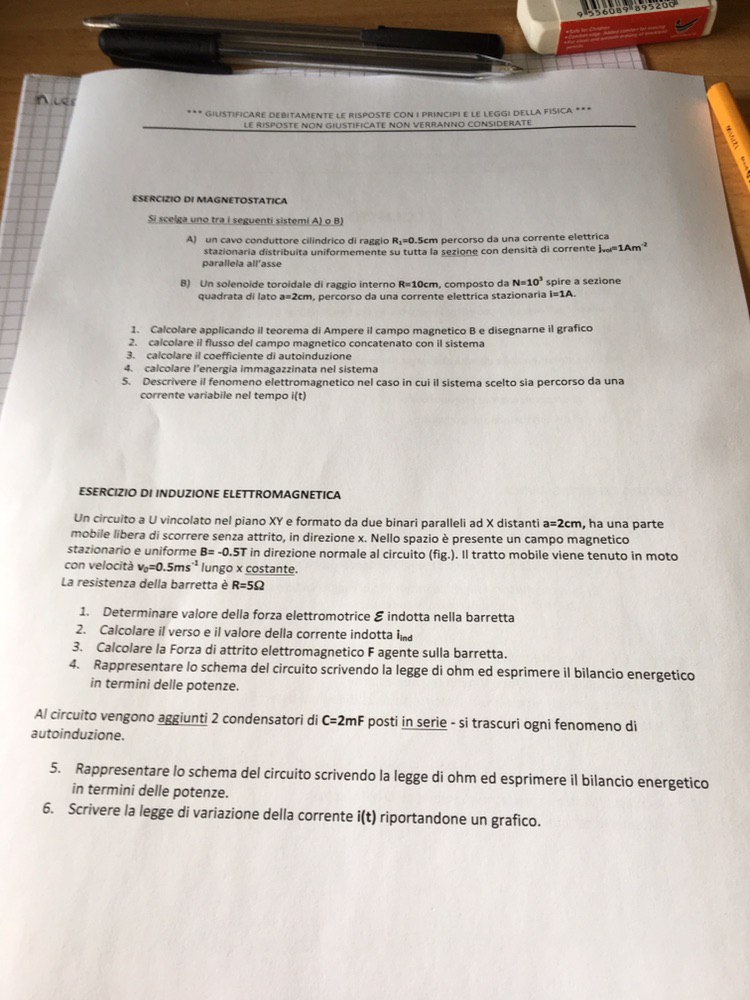 9 556089 895200
*** GIUSTIFICARE DEBITAMENTE LE RISPOSTE CON I PRINCIPI E LE LEGGI DELLA FISICA ***
LE RISPOSTE NON GIUSTIFICATE NON VERRANNO CONSIDERATE
ESERCIZIO DI MAGNETOSTATICA
Si scelga uno tra i seguenti sistemi A) o B)
A) un cavo conduttore cilindrico di raggio R₁=0.5cm percorso da una corrente elettrica
stazionaria distribuita uniformemente su tutta la sezione con densità di corrente jᵥₒₗ=1Am⁻²
parallela all'asse
B) Un solenoide toroidale di raggio interno R=10cm, composto da N=10³ spire a sezione
quadrata di lato a=2cm, percorso da una corrente elettrica stazionaria i=1A.
1. Calcolare applicando il teorema di Ampere il campo magnetico B e disegnarne il grafico
2. calcolare il flusso del campo magnetico concatenato con il sistema
3. calcolare il coefficiente di autoinduzione
4. calcolare l'energia immagazzinata nel sistema
5. Descrivere il fenomeno elettromagnetico nel caso in cui il sistema scelto sia percorso da una
corrente variabile nel tempo i(t)
ESERCIZIO DI INDUZIONE ELETTROMAGNETICA
Un circuito a U vincolato nel piano XY e formato da due binari paralleli ad X distanti a=2cm, ha una parte
mobile libera di scorrere senza attrito, in direzione x. Nello spazio è presente un campo magnetico
stazionario e uniforme B= -0.5T in direzione normale al circuito (fig.). Il tratto mobile viene tenuto in moto
con velocità v₀=0.5ms⁻¹ lungo x costante.
La resistenza della barretta è R=5Ω
1. Determinare valore della forza elettromotrice ℰ indotta nella barretta
2. Calcolare il verso e il valore della corrente indotta i_ind
3. Calcolare la Forza di attrito elettromagnetico F agente sulla barretta.
4. Rappresentare lo schema del circuito scrivendo la legge di ohm ed esprimere il bilancio energetico
in termini delle potenze.
Al circuito vengono aggiunti 2 condensatori di C=2mF posti in serie - si trascuri ogni fenomeno di
autoinduzione.
5. Rappresentare lo schema del circuito scrivendo la legge di ohm ed esprimere il bilancio energetico
in termini delle potenze.
6. Scrivere la legge di variazione della corrente i(t) riportandone un grafico.